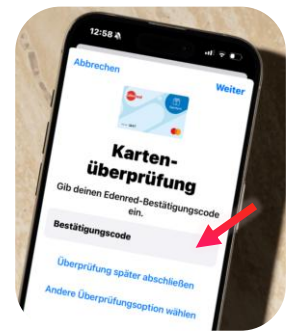 12:58
Abbrechen
Weiter
Karten-
überprüfung
Gib deinen Edenred-Bestätigungscode
ein.
Bestätigungscode
Überprüfung später abschließen
Andere Überprüfungsoption wählen